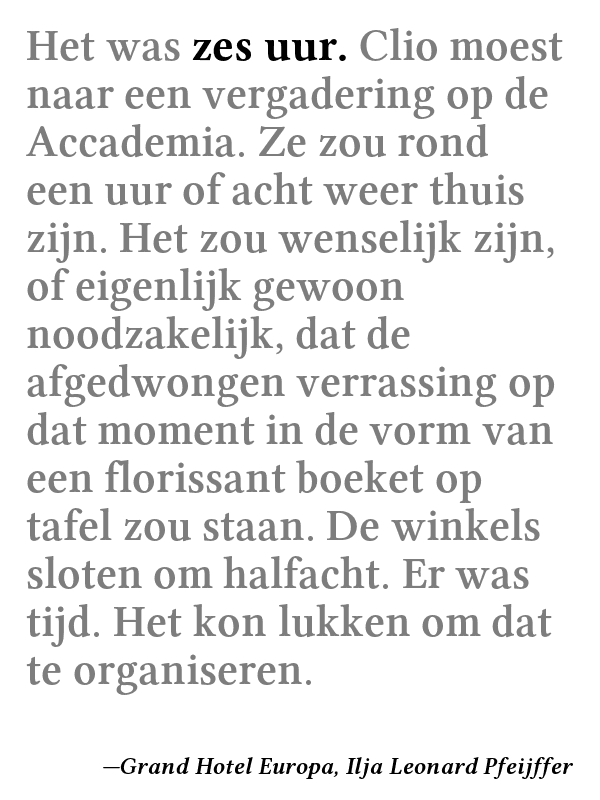 Het was zes uur. Clio moest
naar een vergadering op de
Accademia. Ze zou rond
een uur of acht weer thuis
zijn. Het zou wenselijk zijn,
of eigenlijk gewoon
noodzakelijk, dat de
afgedwongen verrassing op
dat moment in de vorm van
een florissant boeket op
tafel zou staan. De winkels
sloten om halfacht. Er was
tijd. Het kon lukken om dat
te organiseren.
—Grand Hotel Europa, Ilja Leonard Pfeijffer